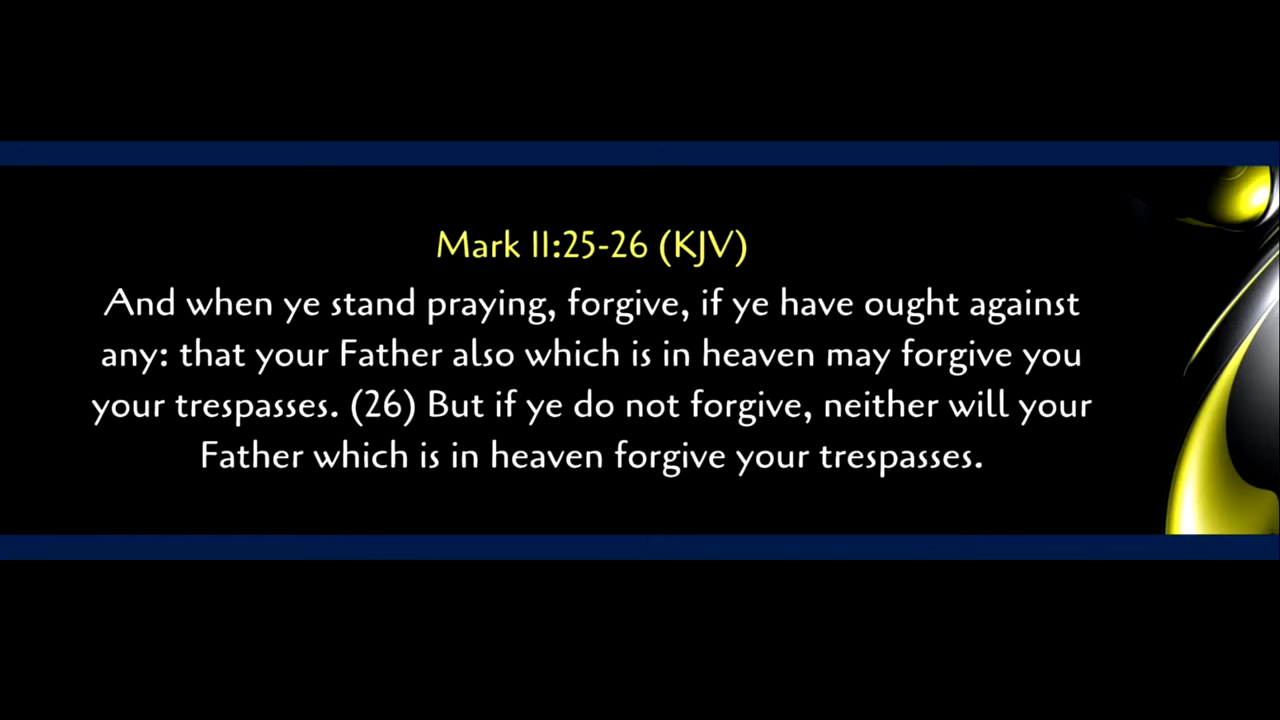 Mark 11:25-26 (KJV)
And when ye stand praying, forgive, if ye have ought against
any: that your Father also which is in heaven may forgive you
your trespasses. (26) But if ye do not forgive, neither will your
Father which is in heaven forgive your trespasses.